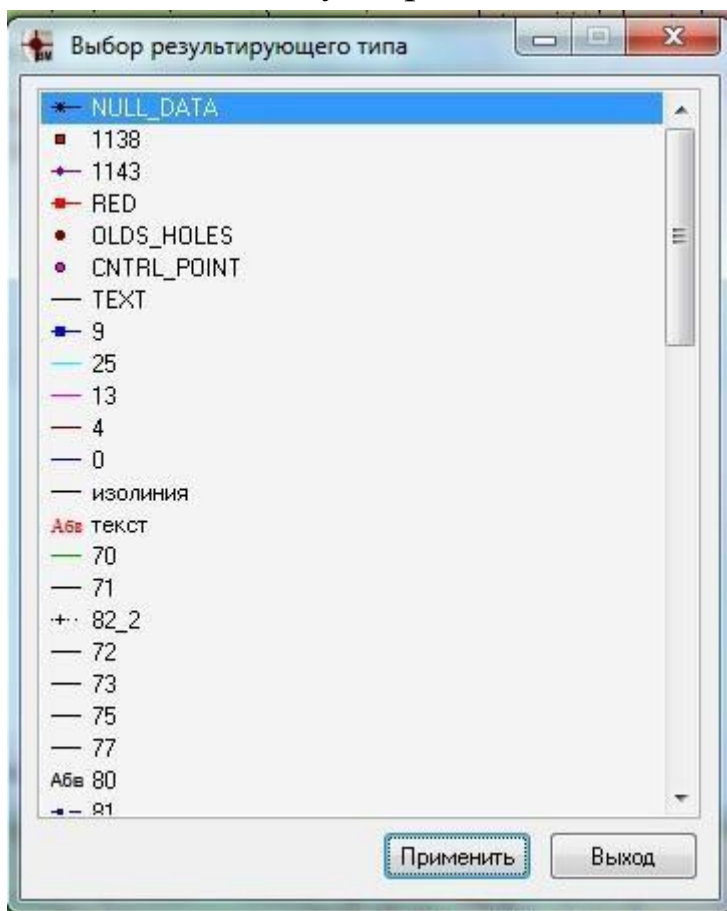 Выбор результирующего типа
NULL_DATA
1138
1143
RED
OLDS_HOLES
CNTRL_POINT
TEXT
9
25
13
4
0
изолиния
Абв текст
70
71
82_2
72
73
75
77
Абв 80
81
Применить Выход